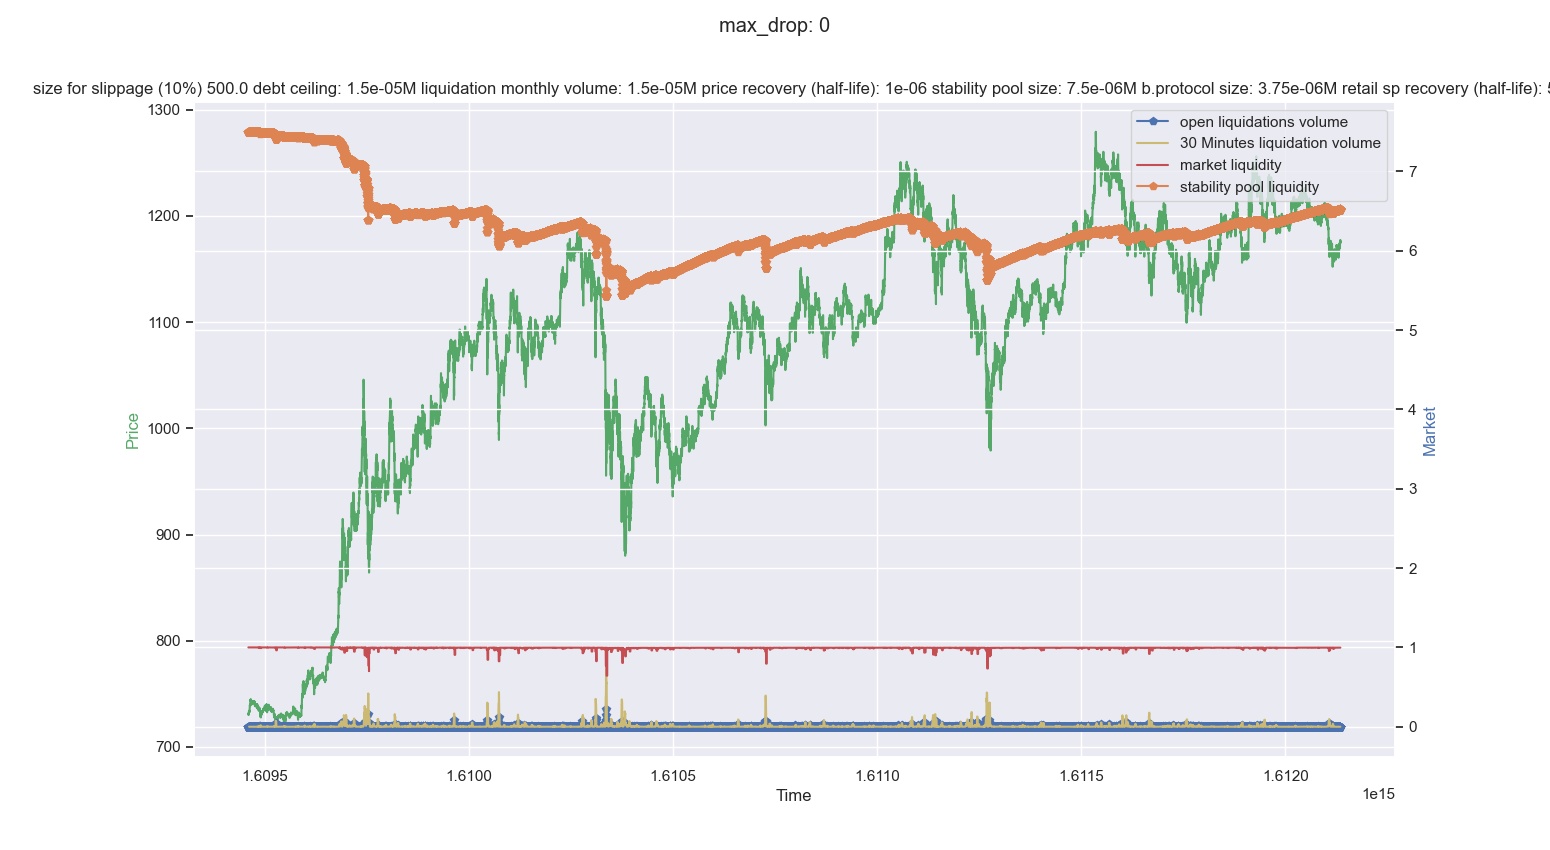 max_drop: 0
size for slippage (10%) 500.0 debt ceiling: 1.5e-05M liquidation monthly volume: 1.5e-05M price recovery (half-life): 1e-06 stability pool size: 7.5e-06M b.protocol size: 3.75e-06M retail sp recovery (half-life):
open liquidations volume
30 Minutes liquidation volume
market liquidity
stability pool liquidity
1300
1200
1100
1000
900
800
700
Price
7
6
5
4
3
2
1
0
Market
1.6095
1.6100
1.6105
1.6110
1.6115
1.6120
1e15
Time